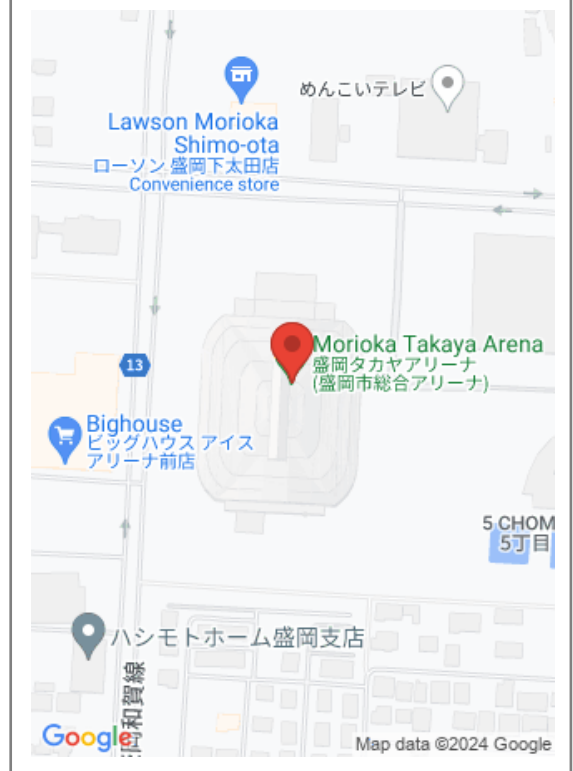 めんこいテレビ
Lawson Morioka
Shimo-ota
ローソン 盛岡下太田店
Convenience store
Morioka Takaya Arena
盛岡タカヤアリーナ
(盛岡市総合アリーナ)
13
Bighouse
ビッグハウス アイス
アリーナ前店
5 CHOM
5丁目
ハシモトホーム盛岡支店
岡和賀線
Google
Map data ©2024 Google